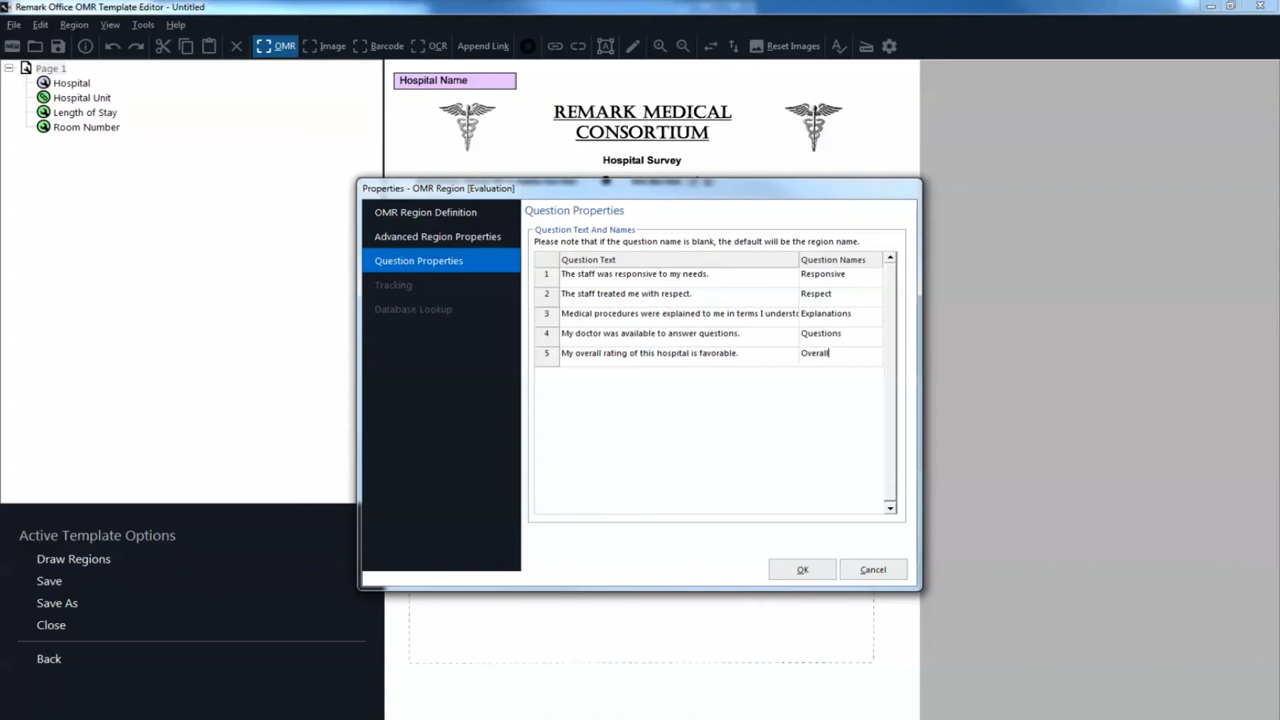 Remark Office OMR Template Editor - Untitled
File Edit Region View Tools Help
NEW OMR Image Barcode OCR Append Link Reset Images
Page 1
Hospital
Hospital Unit
Length of Stay
Room Number
Hospital Name
REMARK MEDICAL
CONSORTIUM
Hospital Survey
Properties - OMR Region [Evaluation]
OMR Region Definition
Advanced Region Properties
Question Properties
Tracking
Database Lookup
Question Properties
Question Text And Names
Please note that if the question name is blank, the default will be the region name.
Question Text Question Names
1 The staff was responsive to my needs. Responsive
2 The staff treated me with respect. Respect
3 Medical procedures were explained to me in terms I understo Explanations
4 My doctor was available to answer questions. Questions
5 My overall rating of this hospital is favorable. Overall
OK Cancel
Active Template Options
Draw Regions
Save
Save As
Close
Back